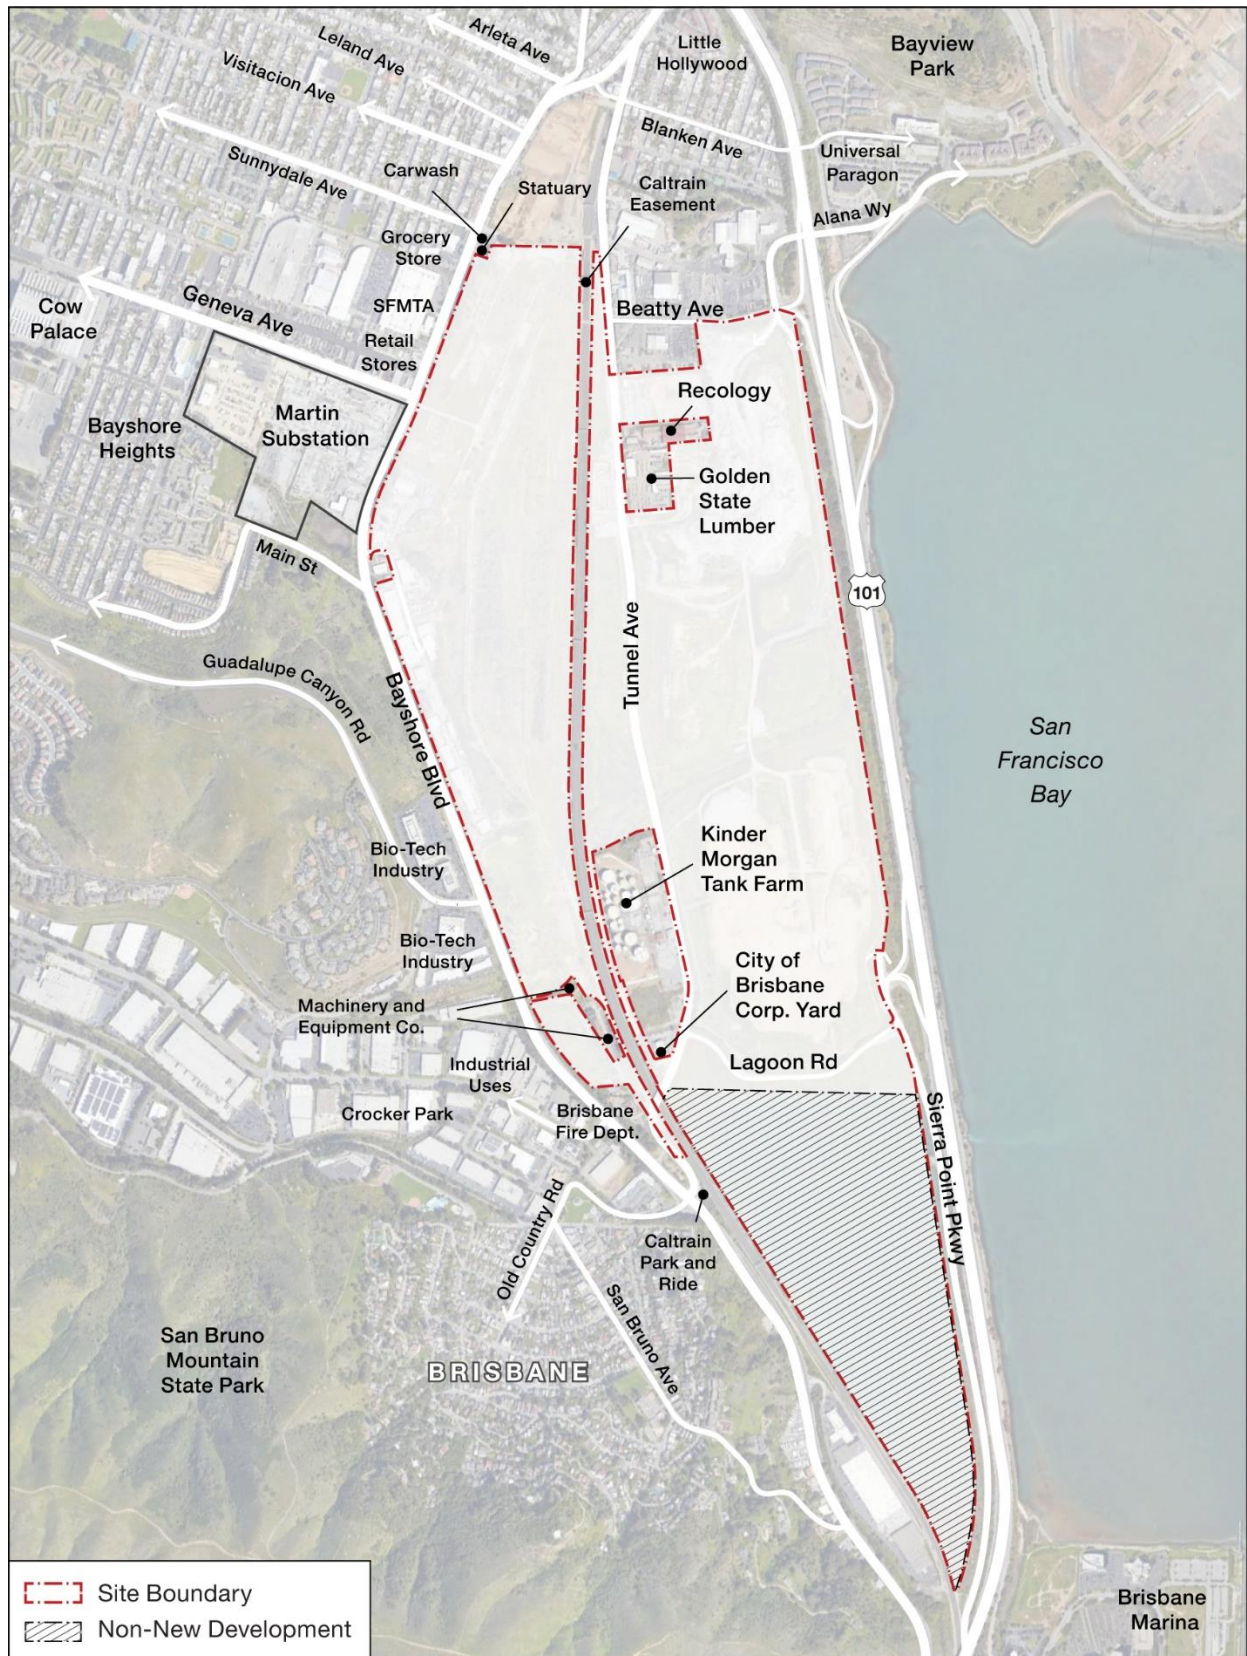 Arleta Ave
Leland Ave
Visitacion Ave
Little
Hollywood
Bayview
Park
Blanken Ave
Universal
Paragon
Sunnydale Ave
Carwash
Statuary
Caltrain
Easement
Alana Wy
Grocery
Store
SFMTA
Cow
Palace
Geneva Ave
Retail
Stores
Beatty Ave
Martin
Substation
Bayshore
Heights
Recology
Golden
State
Lumber
Main St
101
Guadalupe Canyon Rd
Bayshore Blvd
Tunnel Ave
San
Francisco
Bay
Bio-Tech
Industry
Kinder
Morgan
Tank Farm
Bio-Tech
Industry
City of
Brisbane
Corp. Yard
Machinery and
Equipment Co.
Industrial
Uses
Lagoon Rd
Crocker Park
Brisbane
Fire Dept.
Sierra Point Pkwy
Old Country Rd
Caltrain
Park and
Ride
San Bruno Ave
San Bruno
Mountain
State Park
BRISBANE
Brisbane
Marina
Site Boundary
Non-New Development